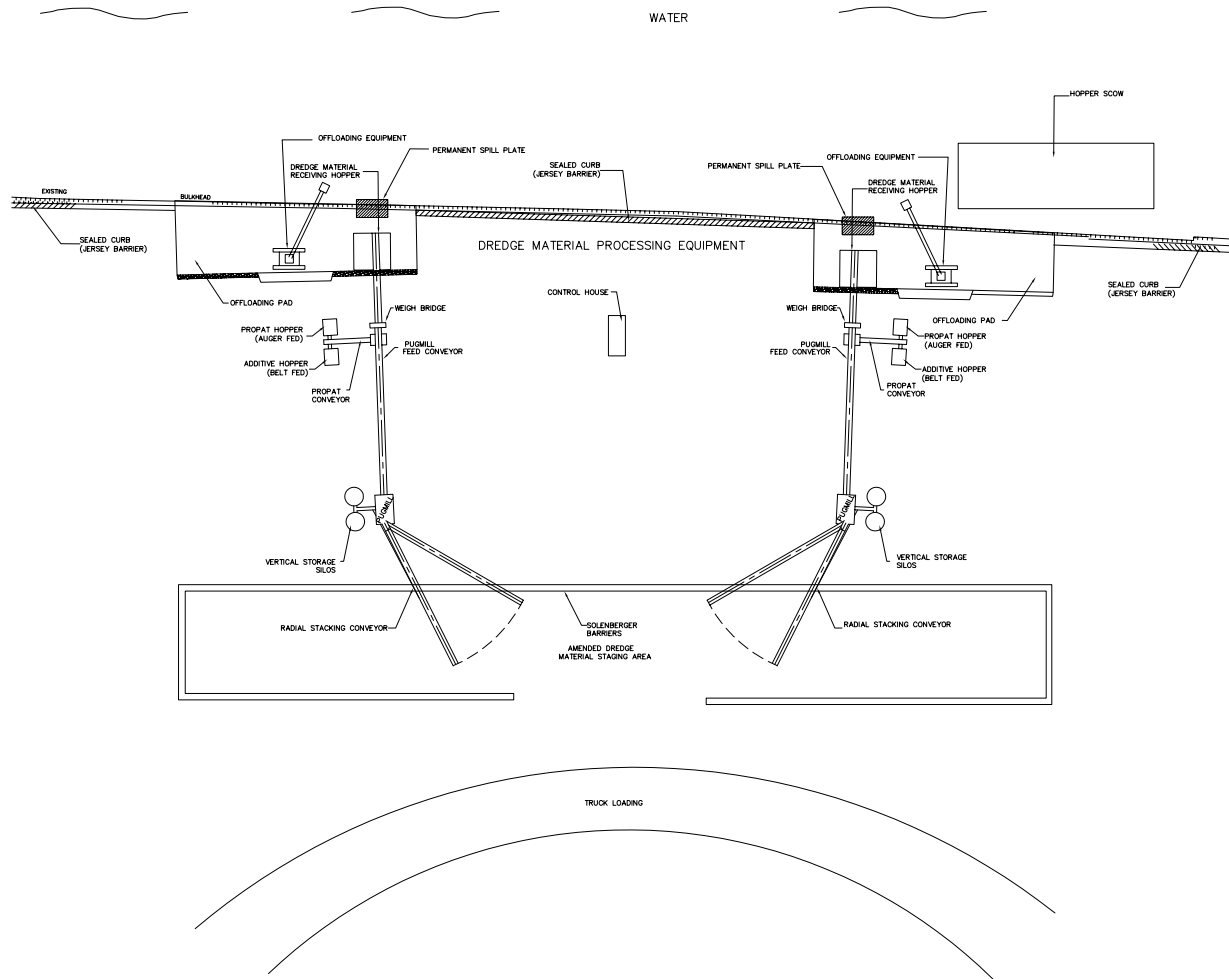 WATER
HOPPER SCOW
OFFLOADING EQUIPMENT
PERMANENT SPILL PLATE
DREDGE MATERIAL
RECEIVING HOPPER
SEALED CURB
(JERSEY BARRIER)
OFFLOADING EQUIPMENT
PERMANENT SPILL PLATE
DREDGE MATERIAL
RECEIVING HOPPER
EXISTING
BULKHEAD
SEALED CURB
(JERSEY BARRIER)
DREDGE MATERIAL PROCESSING EQUIPMENT
SEALED CURB
(JERSEY BARRIER)
OFFLOADING PAD
CONTROL HOUSE
OFFLOADING PAD
WEIGH BRIDGE
WEIGH BRIDGE
PROPAT HOPPER
(AUGER FED)
PUGMILL
FEED CONVEYOR
PUGMILL
FEED CONVEYOR
PROPAT HOPPER
(AUGER FED)
ADDITIVE HOPPER
(BELT FED)
ADDITIVE HOPPER
(BELT FED)
PROPAT
CONVEYOR
PROPAT
CONVEYOR
PUGMILL
PUGMILL
VERTICAL STORAGE
SILOS
VERTICAL STORAGE
SILOS
RADIAL STACKING CONVEYOR
SOLENBERGER
BARRIERS
RADIAL STACKING CONVEYOR
AMENDED DREDGE
MATERIAL STAGING AREA
TRUCK LOADING